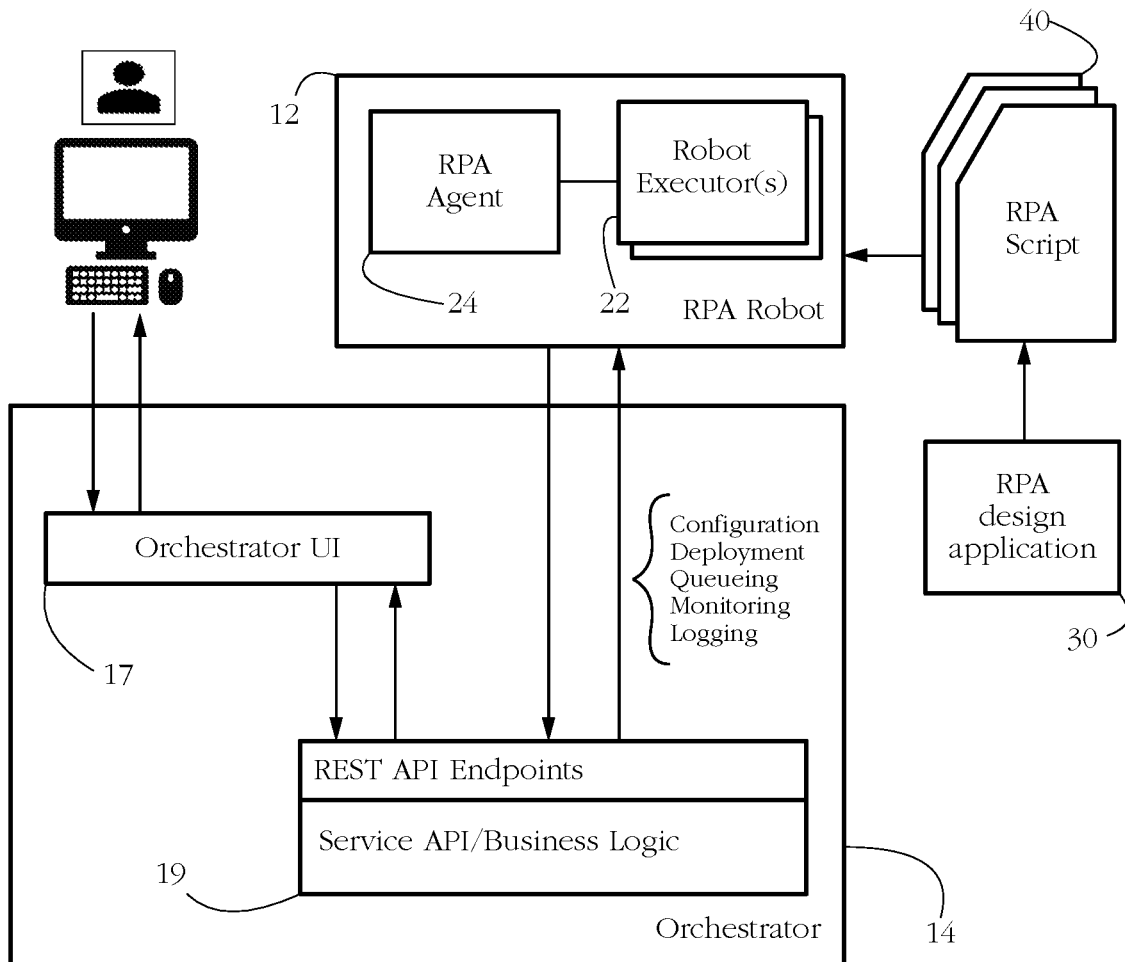 40
12
RPA
Agent
Robot
Executor(s)
RPA
Script
24
22
RPA Robot
Orchestrator UI
Configuration
Deployment
Queueing
Monitoring
Logging
RPA
design
application
17
30
REST API Endpoints
Service API/Business Logic
19
14
Orchestrator